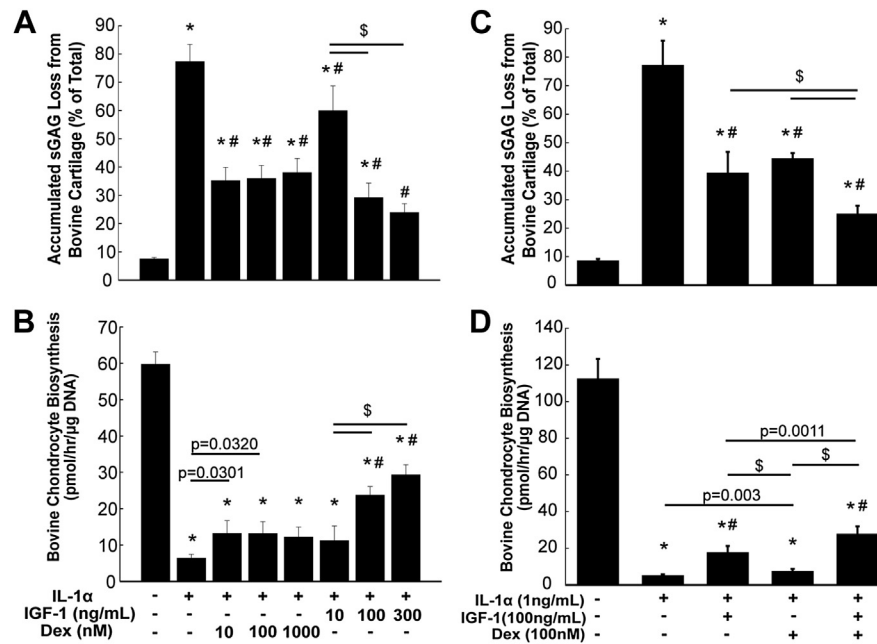 A
Accumulated sGAG Loss from
Bovine Cartilage (% of Total)
90
80
70
60
50
40
30
20
10
0
*
*#
*#
*#
*#
*#
#
$
C
Accumulated sGAG Loss from
Bovine Cartilage (% of Total)
90
80
70
60
50
40
30
20
10
0
*
*#
*#
*#
$
B
Bovine Chondrocyte Biosynthesis
(pmol/hr/µg DNA)
70
60
50
40
30
20
10
0
p=0.0320
p=0.0301
*
*
*
*
*
*#
*#
$
IL-1α - + + + + + + +
IGF-1 (ng/mL) - - - - - 10 100 300
Dex (nM) - - 10 100 1000 - - -
D
Bovine Chondrocyte Biosynthesis
(pmol/hr/µg DNA)
140
120
100
80
60
40
20
0
p=0.0011
$
$
p=0.003
*
*#
*
*#
IL-1α (1ng/mL) - + + + +
IGF-1(100ng/mL) - - + - +
Dex (100nM) - - - + +